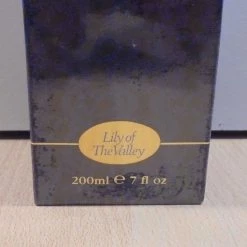 Lily of
The Valley
200ml ℮ 7 fl oz